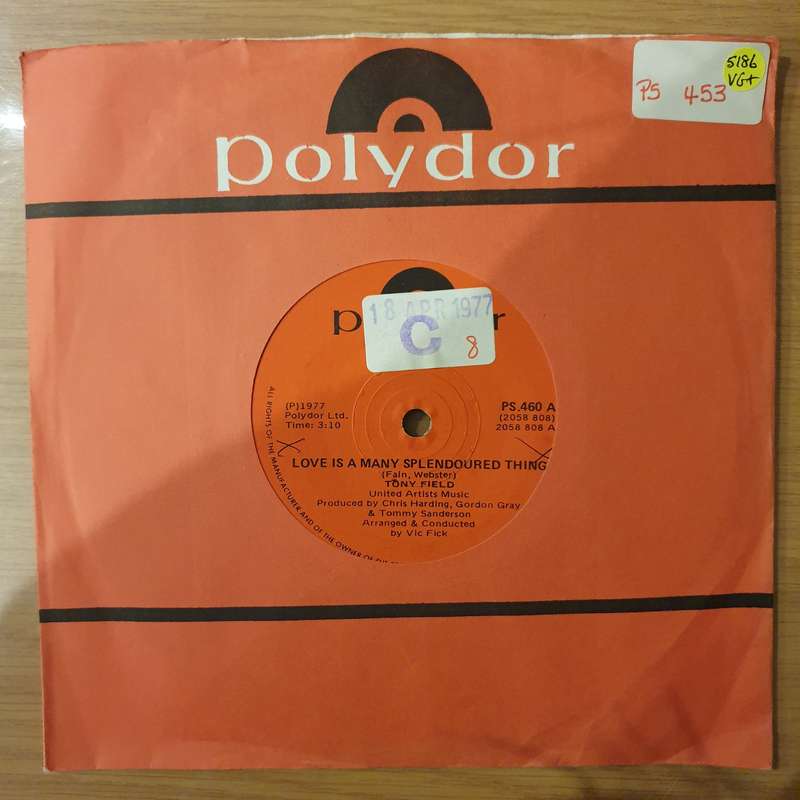 5186
VG+
PS 453
polydor
18 APR 1977
C
8
(P)1977
Polydor Ltd.
Time: 3:10
PS.460 A
(2058 808)
2058 808 A
LOVE IS A MANY SPLENDOURED THING
(Fain, Webster)
TONY FIELD
United Artists Music
Produced by Chris Harding, Gordon Gray
& Tommy Sanderson
Arranged & Conducted
by Vic Fick
ALL RIGHTS OF THE MANUFACTURER AND OF THE OWNER OF THE